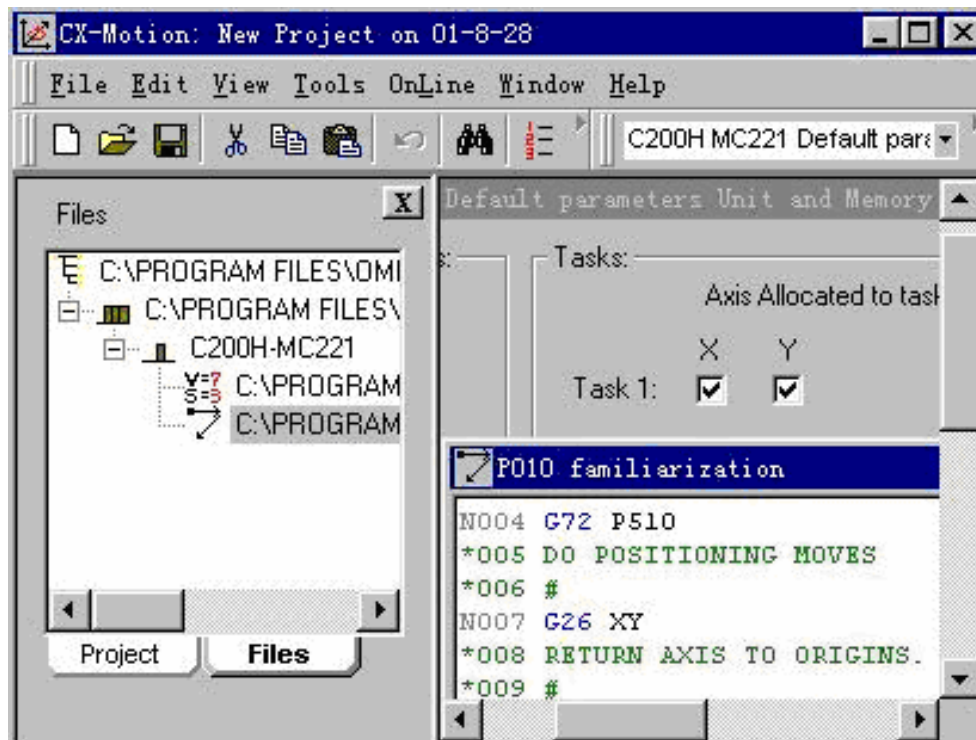 CX-Motion: New Project on 01-8-28
File Edit View Tools OnLine Window Help
C200H MC221 Default para
Files
X
C:\PROGRAM FILES\OMI
C:\PROGRAM FILES\
C200H-MC221
V=7
S=5
C:\PROGRAM
C:\PROGRAM
Project
Files
Default parameters Unit and Memory
s:
Tasks:
Axis Allocated to task
X Y
Task 1:
P010 familiarization
N004 G72 P510
*005 DO POSITIONING MOVES
*006 #
N007 G26 XY
*008 RETURN AXIS TO ORIGINS.
*009 #